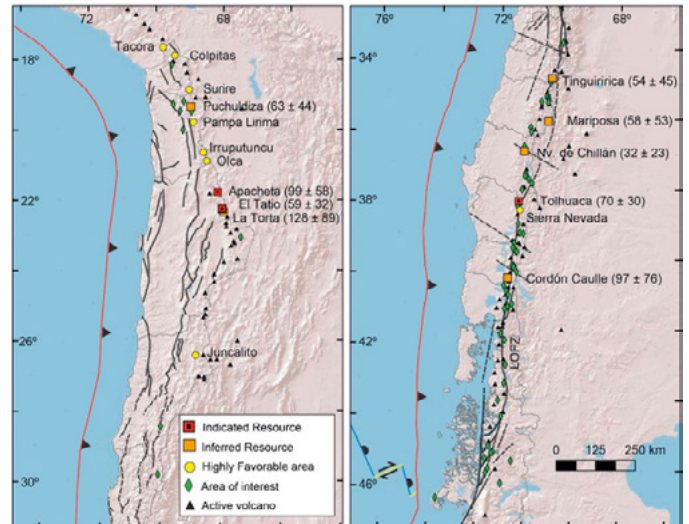 72° 68°
76° 72° 68°
18°
22°
26°
30°
Tacora
Colpitas
Surire
Puchuldiza (63 ± 44)
Pampa Lirima
Irruputuncu
Olca
Apacheta (99 ± 58)
El Tatio (59 ± 32)
La Torta (128 ± 89)
Juncalito
Indicated Resource
Inferred Resource
Highly Favorable area
Area of interest
Active volcano
34°
38°
42°
46°
Tinguiririca (54 ± 45)
Mariposa (58 ± 53)
Nv. de Chillán (32 ± 23)
Tolhuaca (70 ± 30)
Sierra Nevada
Cordón Caulle (97 ± 76)
LOFZ
0 125 250
km